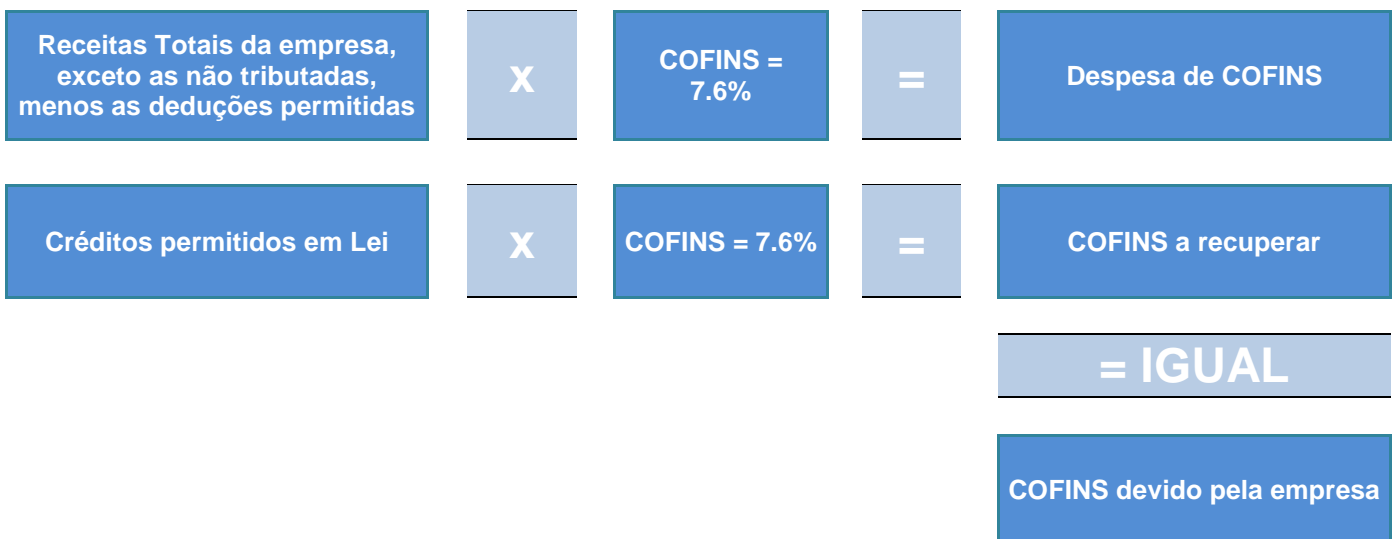 Receitas Totais da empresa,
exceto as não tributadas,
menos as deduções permitidas
x
COFINS =
7.6%
=
Despesa de COFINS
Créditos permitidos em Lei
x
COFINS = 7.6%
=
COFINS a recuperar
= IGUAL
COFINS devido pela empresa